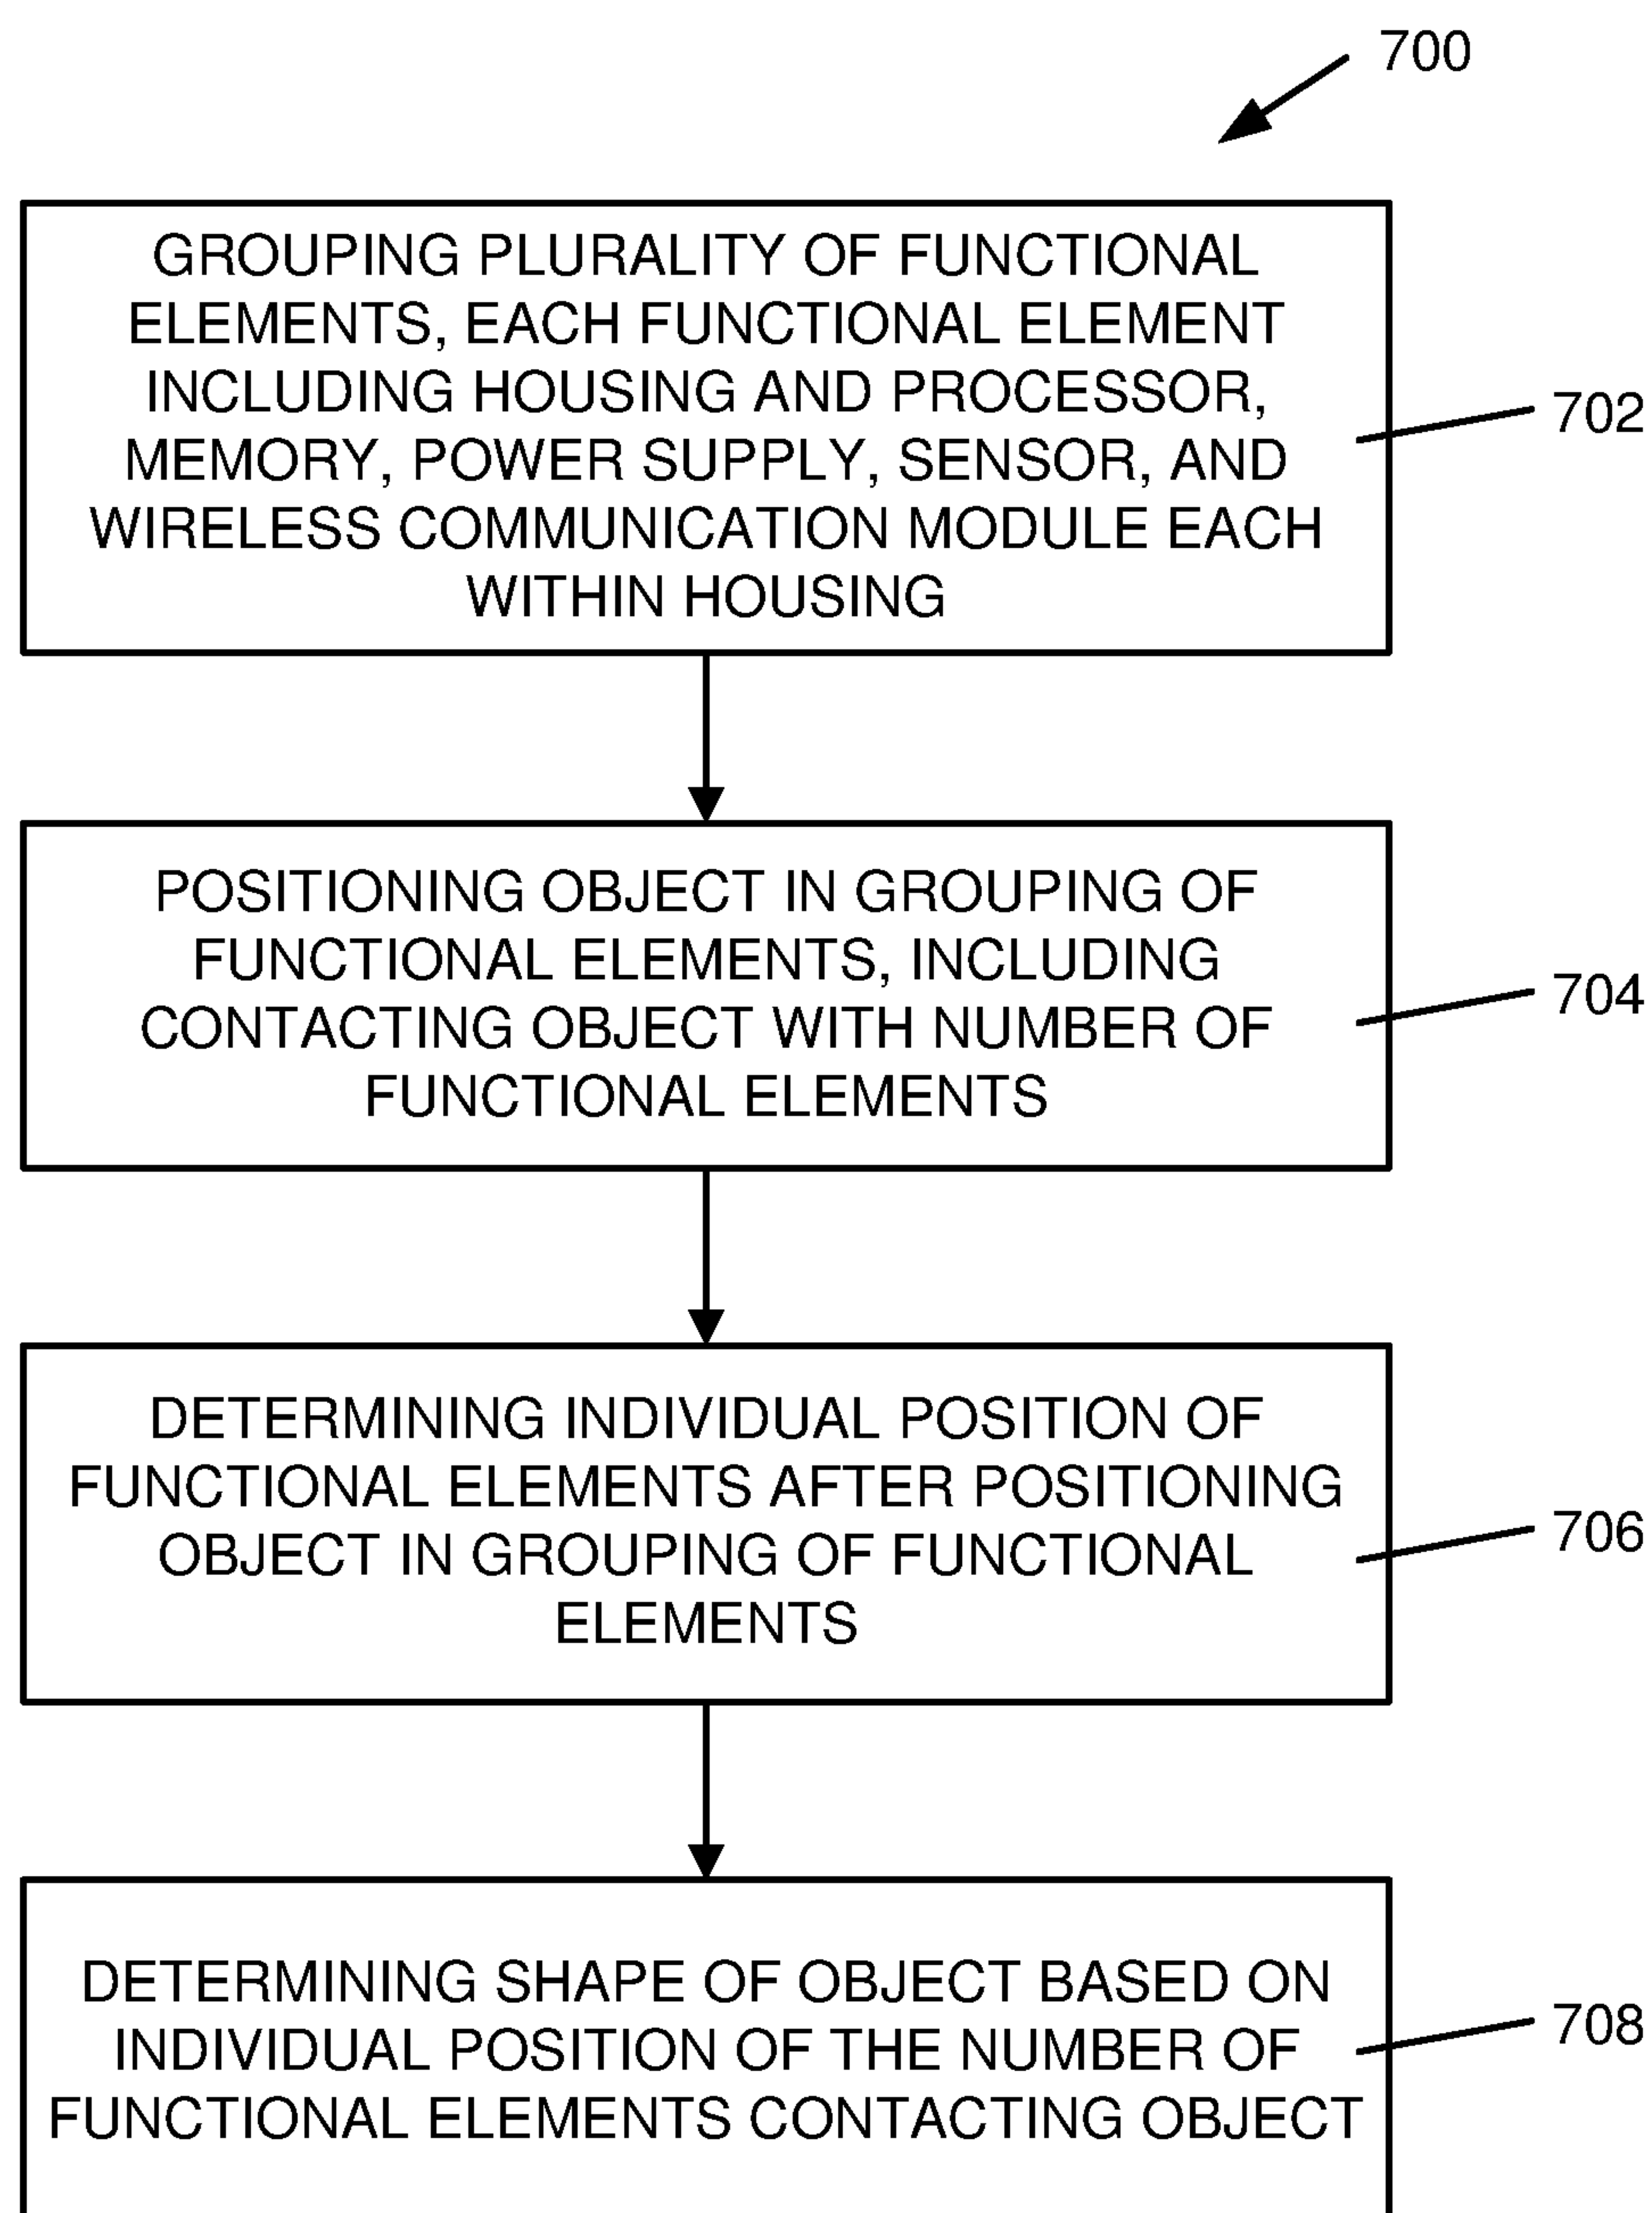 700
GROUPING PLURALITY OF FUNCTIONAL
ELEMENTS, EACH FUNCTIONAL ELEMENT
INCLUDING HOUSING AND PROCESSOR,
MEMORY, POWER SUPPLY, SENSOR, AND
WIRELESS COMMUNICATION MODULE EACH
WITHIN HOUSING
702
POSITIONING OBJECT IN GROUPING OF
FUNCTIONAL ELEMENTS, INCLUDING
CONTACTING OBJECT WITH NUMBER OF
FUNCTIONAL ELEMENTS
704
DETERMINING INDIVIDUAL POSITION OF
FUNCTIONAL ELEMENTS AFTER POSITIONING
OBJECT IN GROUPING OF FUNCTIONAL
ELEMENTS
706
DETERMINING SHAPE OF OBJECT BASED ON
INDIVIDUAL POSITION OF THE NUMBER OF
FUNCTIONAL ELEMENTS CONTACTING OBJECT
708